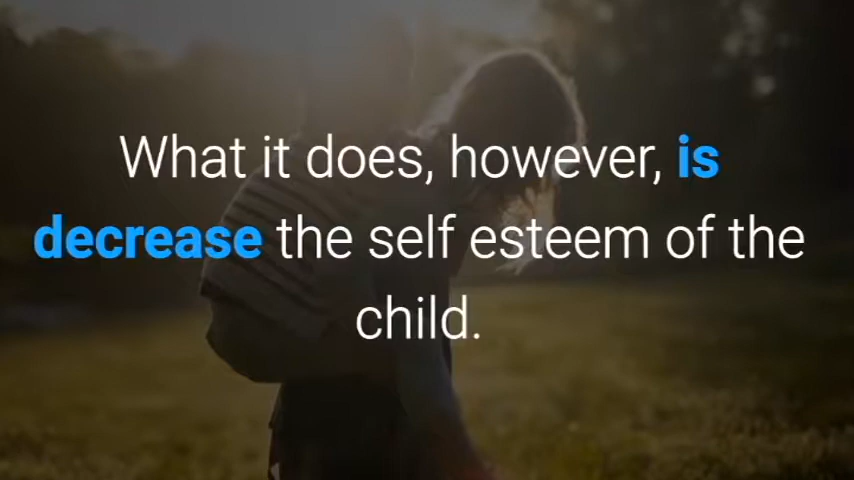 What it does, however, is
decrease the self esteem of the
child.